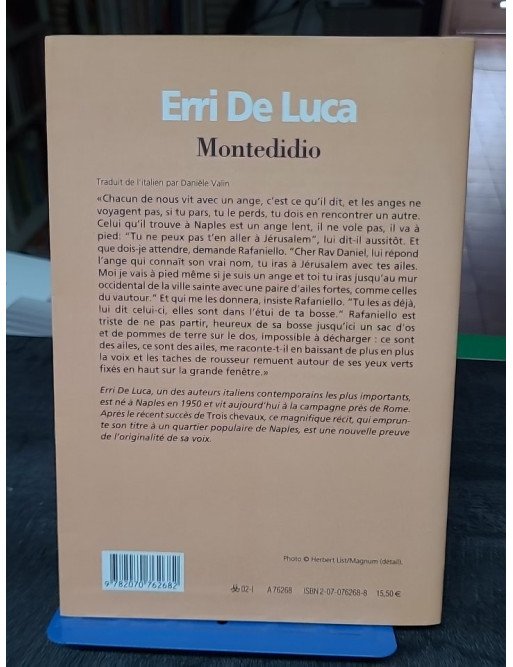 Erri De Luca
Montedidio
Traduit de l'italien par Danièle Valin
«Chacun de nous vit avec un ange, c'est ce qu'il dit, et les anges ne
voyagent pas, si tu pars, tu le perds, tu dois en rencontrer un autre.
Celui qu'il trouve à Naples est un ange lent, il ne vole pas, il va à
pied: "Tu ne peux pas t'en aller à Jérusalem", lui dit-il aussitôt. Et
que dois-je attendre, demande Rafaniello. "Cher Rav Daniel, lui répond
l'ange qui connaît son vrai nom, tu iras à Jérusalem avec tes ailes.
Moi je vais à pied même si je suis un ange et toi tu iras jusqu'au mur
occidental de la ville sainte avec une paire d'ailes fortes, comme celles
du vautour." Et qui me les donnera, insiste Rafaniello. "Tu les as déjà,
lui dit celui-ci, elles sont dans l'étui de ta bosse." Rafaniello est
triste de ne pas partir, heureux de sa bosse jusqu'ici un sac d'os
et de pommes de terre sur le dos, impossible à décharger : ce sont
des ailes, ce sont des ailes, me raconte-t-il en baissant de plus en plus
la voix et les taches de rousseur remuent autour de ses yeux verts
fixés en haut sur la grande fenêtre.»
Erri De Luca, un des auteurs italiens contemporains les plus importants,
est né à Naples en 1950 et vit aujourd'hui à la campagne près de Rome.
Après le récent succès de Trois chevaux, ce magnifique récit, qui emprun-
te son titre à un quartier populaire de Naples, est une nouvelle preuve
de l'originalité de sa voix.
Photo © Herbert List/Magnum (détail).
9 782070 762682
02-I A 76268 ISBN 2-07-076268-8 15,50 €